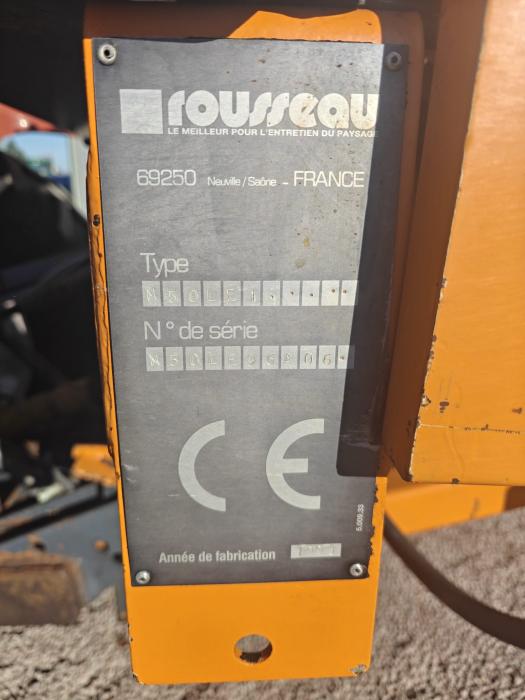 rousseau
LE MEILLEUR POUR L'ENTRETIEN DU PAYSAGE
69250 Neuville/Saône - FRANCE
Type
N° de série
CE
5.009.33
Année de fabrication